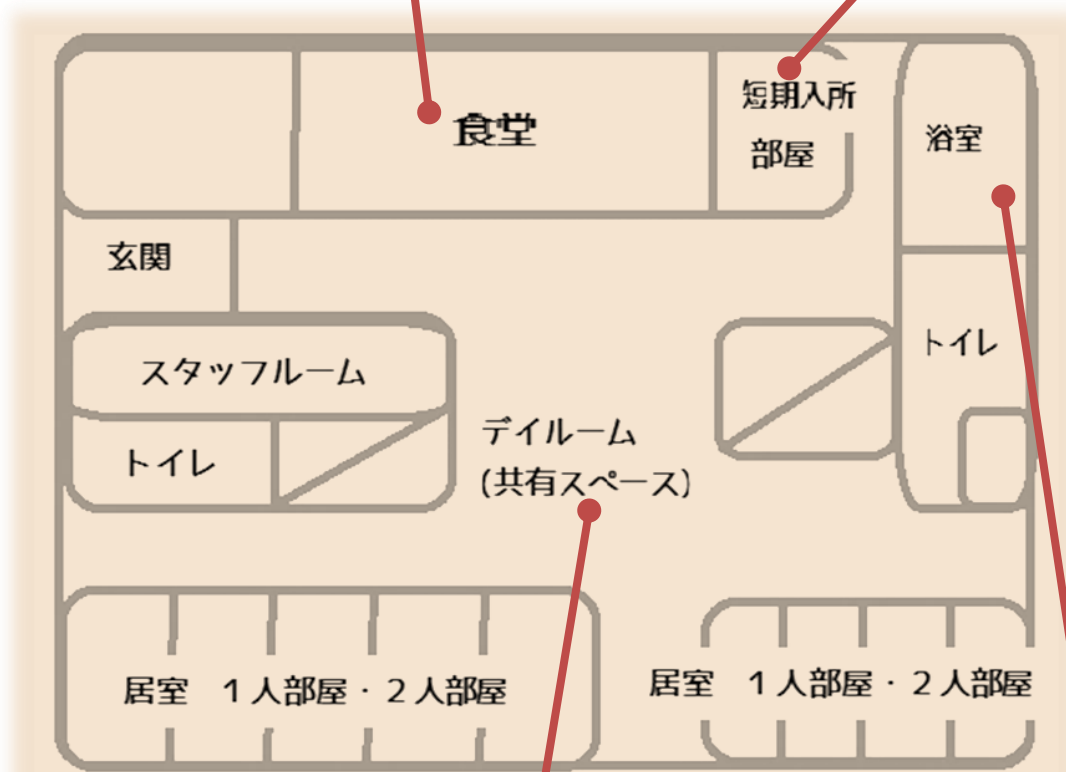 食堂
短期入所
部屋
浴室
玄関
トイレ
スタッフルーム
トイレ
デイルーム
(共有スペース)
居室　1人部屋・2人部屋
居室　1人部屋・2人部屋